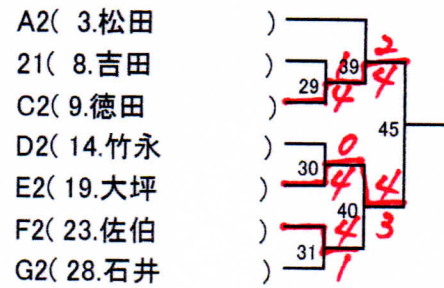 A2( 3.松田 )
21( 8.吉田 )
C2( 9.徳田 )
D2( 14.竹永 )
E2( 19.大坪 )
F2( 23.佐伯 )
G2( 28.石井 )
29
1
4
39
2
4
30
0
4
31
4
1
40
4
3
45